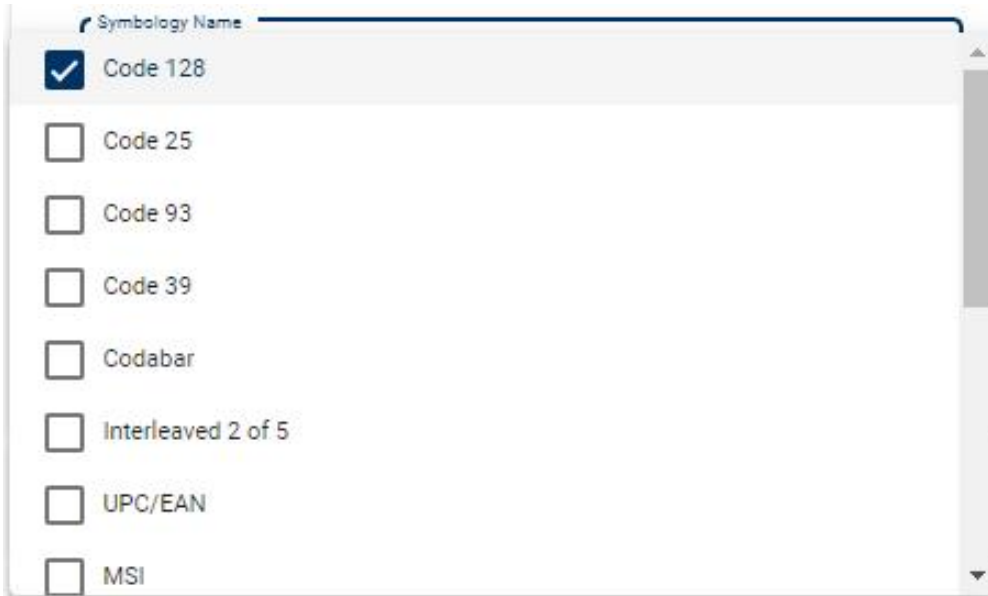 Symbology Name
Code 128
Code 25
Code 93
Code 39
Codabar
Interleaved 2 of 5
UPC/EAN
MSI